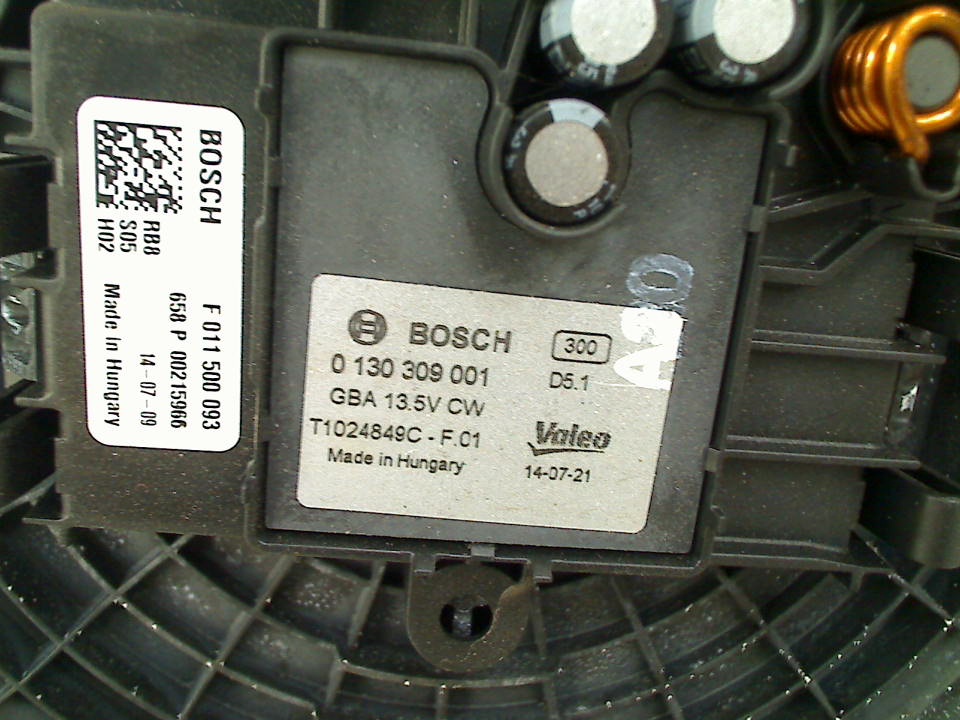 BOSCH
F 011 500 093
658 P 00215966
14-07-09
Made in Hungary
RB8
S05
H02
BOSCH
300
0 130 309 001
D5.1
GBA 13.5V CW
T1024849C - F.01
Valeo
Made in Hungary
14-07-21